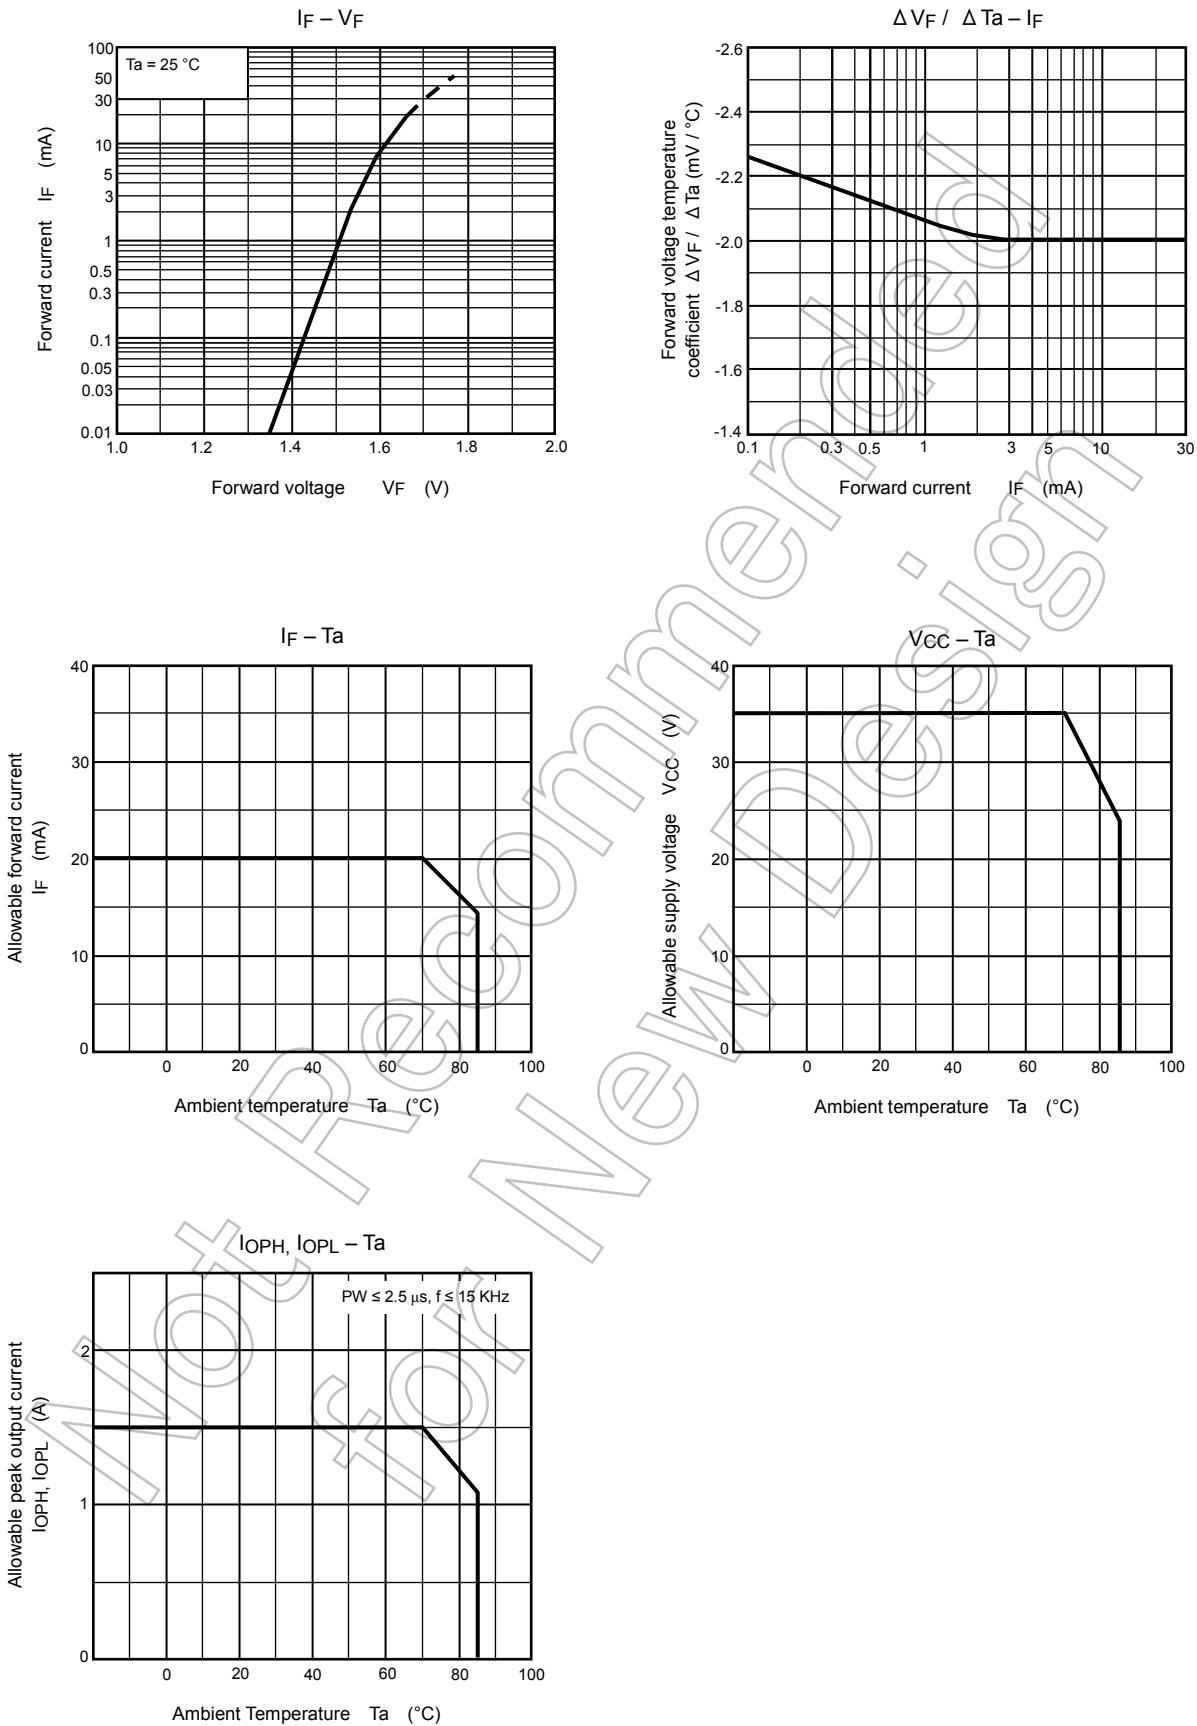 IF – VF
Ta = 25 °C
100
50
30
10
5
3
1
0.5
0.3
0.1
0.05
0.03
0.01
1.0 1.2 1.4 1.6 1.8 2.0
Forward current IF (mA)
Forward voltage VF (V)
Δ VF / Δ Ta – IF
-2.6
-2.4
-2.2
-2.0
-1.8
-1.6
-1.4
0.1 0.3 0.5 1 3 5 10 30
Forward voltage temperature
coefficient Δ VF / Δ Ta (mV / °C)
Forward current IF (mA)
IF – Ta
40
30
20
10
0
0 20 40 60 80 100
Allowable forward current
IF (mA)
Ambient temperature Ta (°C)
VCC – Ta
40
30
20
10
0
0 20 40 60 80 100
Allowable supply voltage VCC (V)
Ambient temperature Ta (°C)
IOPH, IOPL – Ta
PW ≤ 2.5 μs, f ≤ 15 KHz
2
1
0
0 20 40 60 80 100
Allowable peak output current
IOPH, IOPL (A)
Ambient Temperature Ta (°C)
Not Recommended
for New Design